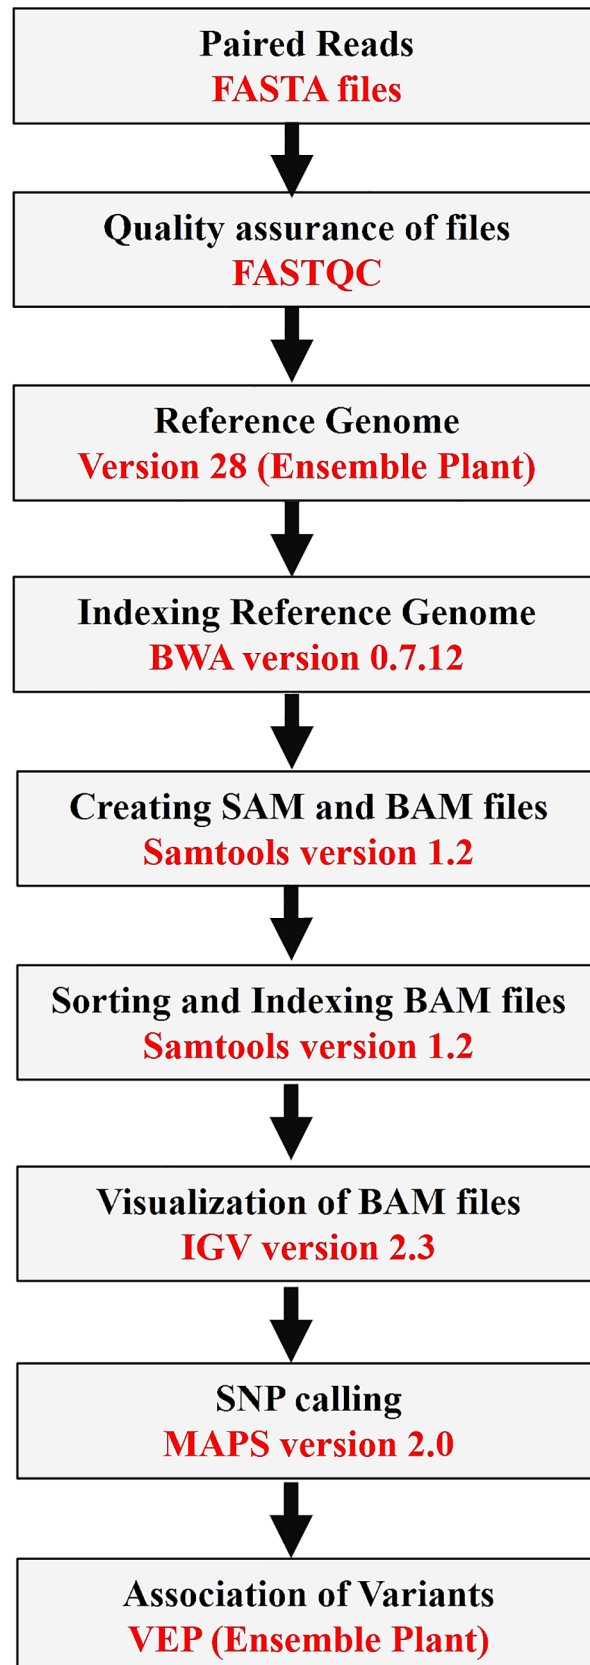 Paired Reads
FASTA files
Quality assurance of files
FASTQC
Reference Genome
Version 28 (Ensemble Plant)
Indexing Reference Genome
BWA version 0.7.12
Creating SAM and BAM files
Samtools version 1.2
Sorting and Indexing BAM files
Samtools version 1.2
Visualization of BAM files
IGV version 2.3
SNP calling
MAPS version 2.0
Association of Variants
VEP (Ensemble Plant)